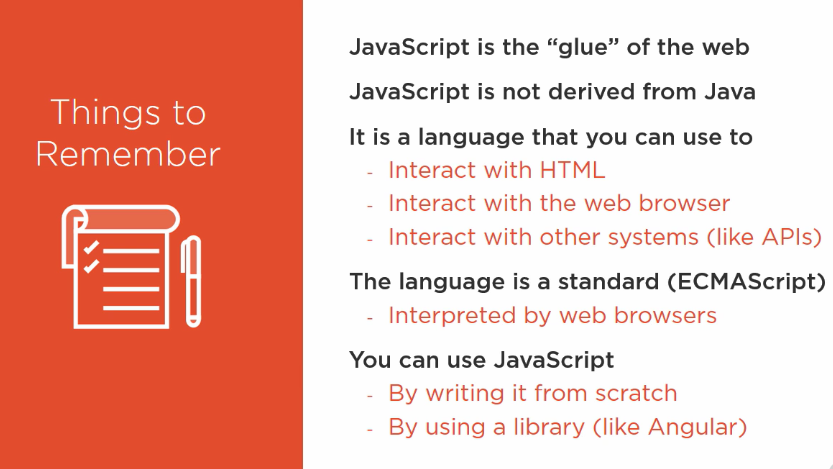 Things to
Remember
JavaScript is the “glue” of the web
JavaScript is not derived from Java
It is a language that you can use to
- Interact with HTML
- Interact with the web browser
- Interact with other systems (like APIs)
The language is a standard (ECMAScript)
- Interpreted by web browsers
You can use JavaScript
- By writing it from scratch
- By using a library (like Angular)